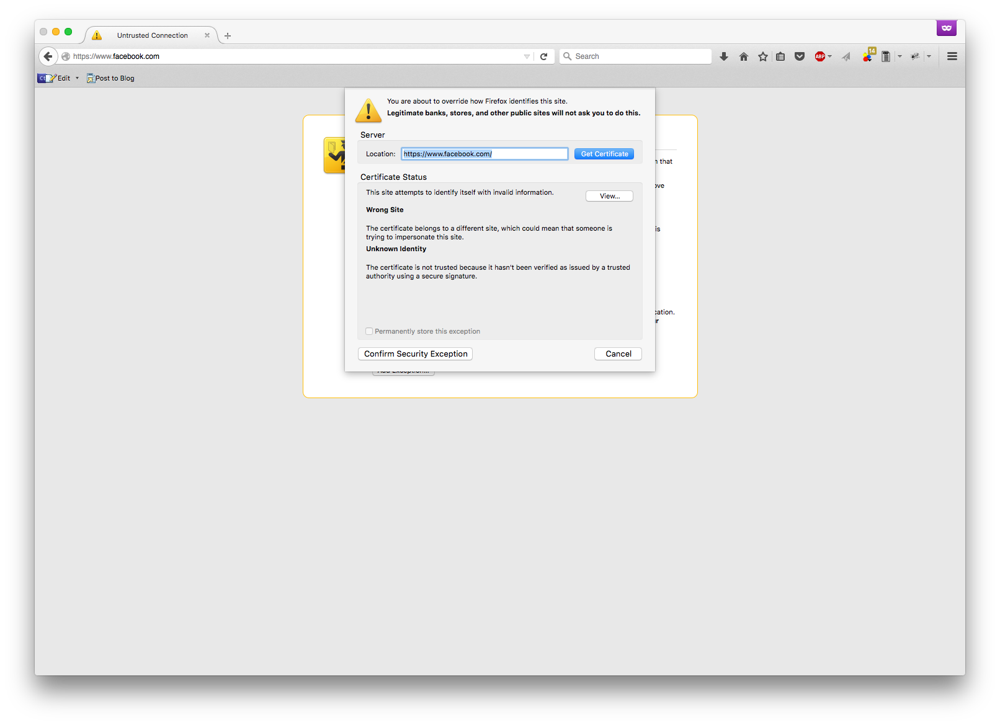 Untrusted Connection
https://www.facebook.com
Search
ABP
14
Edit
Post to Blog
You are about to override how Firefox identifies this site.
Legitimate banks, stores, and other public sites will not ask you to do this.
Server
Location:
https://www.facebook.com/
Get Certificate
that
Certificate Status
This site attempts to identify itself with invalid information.
View...
Wrong Site
The certificate belongs to a different site, which could mean that someone is
trying to impersonate this site.
is
Unknown Identity
The certificate is not trusted because it hasn't been verified as issued by a trusted
authority using a secure signature.
Permanently store this exception
Confirm Security Exception
Cancel
Add Exception...